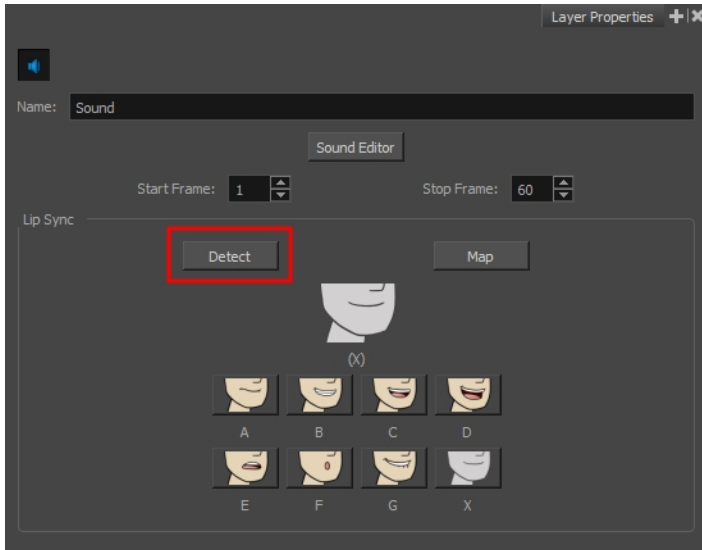 Layer Properties
Name: Sound
Sound Editor
Start Frame: 1 Stop Frame: 60
Lip Sync
Detect Map
(X)
A B C D
E F G X